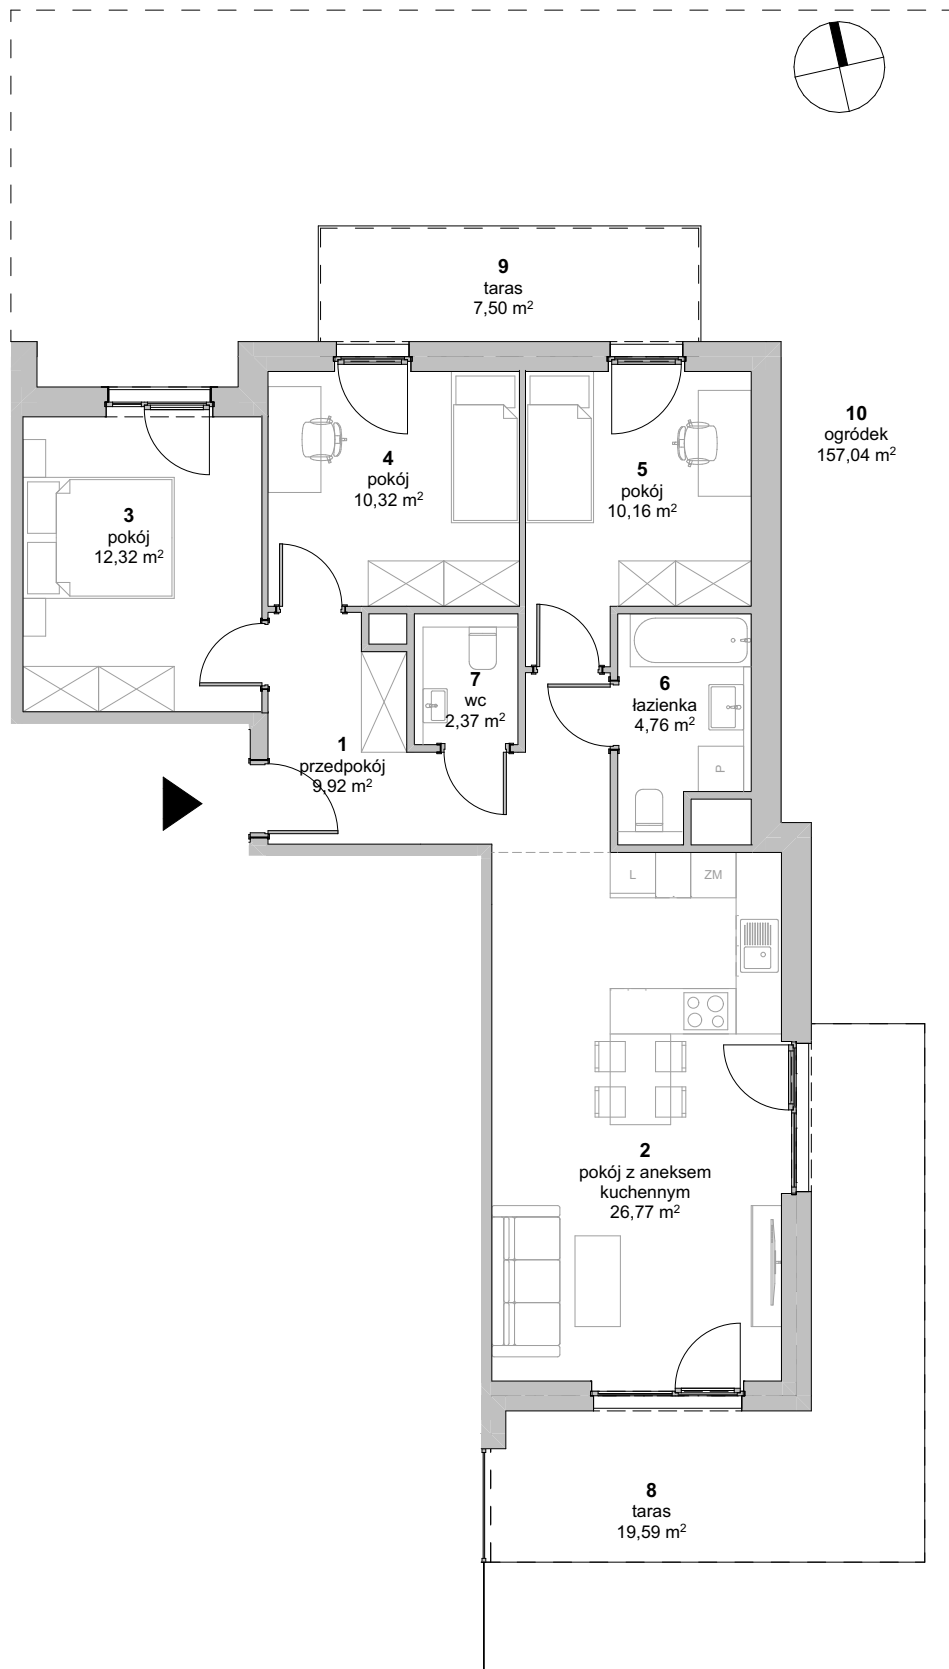 9
taras
7,50 m²
10
ogródek
157,04 m²
4
pokój
10,32 m²
5
pokój
10,16 m²
3
pokój
12,32 m²
7
wc
2,37 m²
6
łazienka
4,76 m²
1
przedpokój
9,92 m²
P
L
ZM
2
pokój z aneksem
kuchennym
26,77 m²
8
taras
19,59 m²